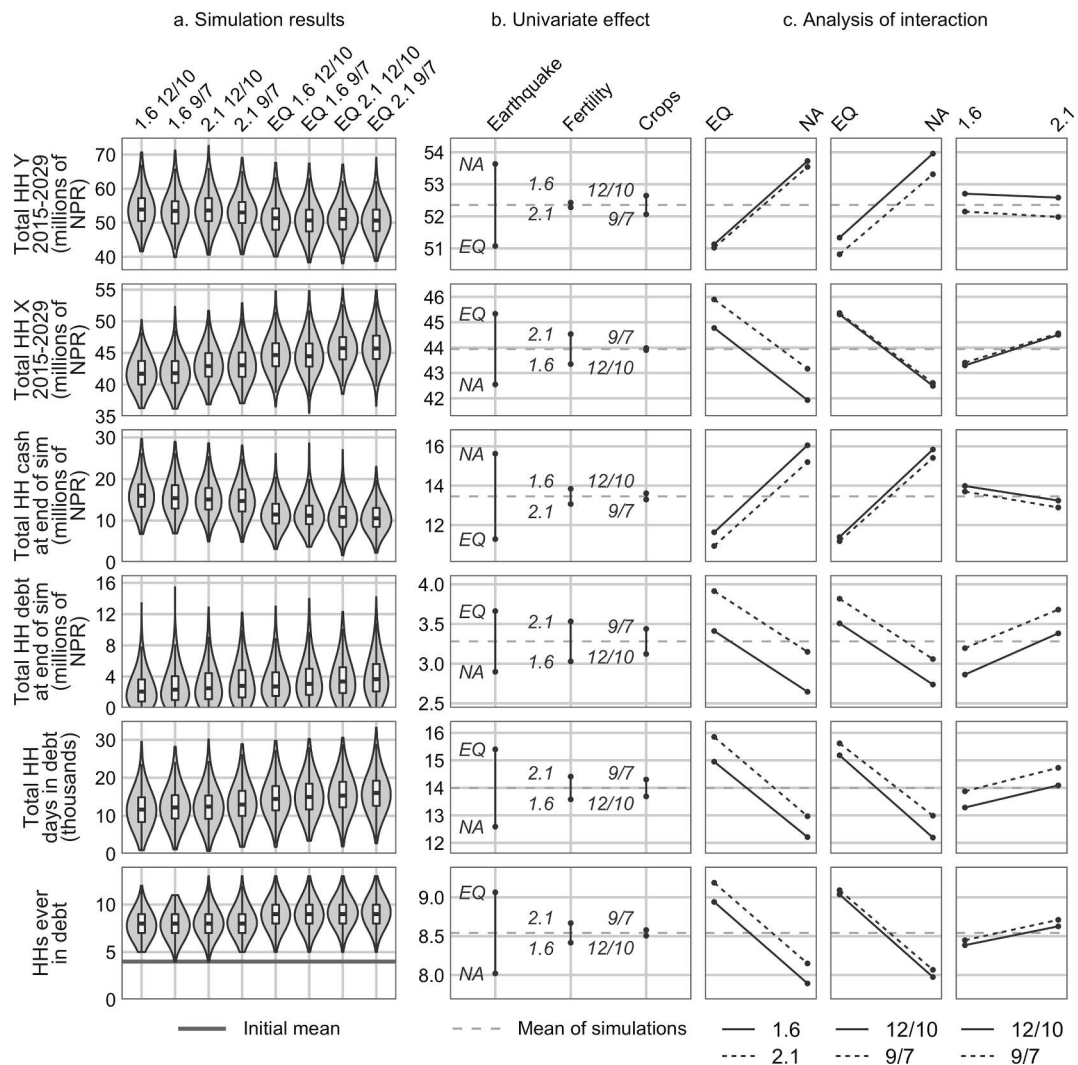 a. Simulation results
b. Univariate effect
c. Analysis of interaction
1.6 12/10
1.6 9/7
2.1 12/10
2.1 9/7
EQ 1.6 12/10
EQ 1.6 9/7
EQ 2.1 12/10
EQ 2.1 9/7
Earthquake
Fertility
Crops
EQ
NA
EQ
NA
1.6
2.1
Total HH Y
2015-2029
(millions of
NPR)
70
60
50
40
54
53
52
51
NA
EQ
1.6
2.1
12/10
9/7
Total HH X
2015-2029
(millions of
NPR)
55
50
45
40
35
46
45
44
43
42
EQ
NA
2.1
1.6
9/7
12/10
Total HH cash
at end of sim
(millions of
NPR)
30
20
10
0
16
14
12
NA
EQ
1.6
2.1
12/10
9/7
Total HH debt
at end of sim
(millions of
NPR)
16
12
8
4
0
4.0
3.5
3.0
2.5
EQ
NA
2.1
1.6
9/7
12/10
Total HH
days in debt
(thousands)
30
20
10
0
16
15
14
13
12
EQ
NA
2.1
1.6
9/7
12/10
HHs ever
in debt
10
5
0
9.0
8.5
8.0
EQ
NA
2.1
1.6
9/7
12/10
Initial mean
Mean of simulations
1.6
2.1
12/10
9/7
12/10
9/7